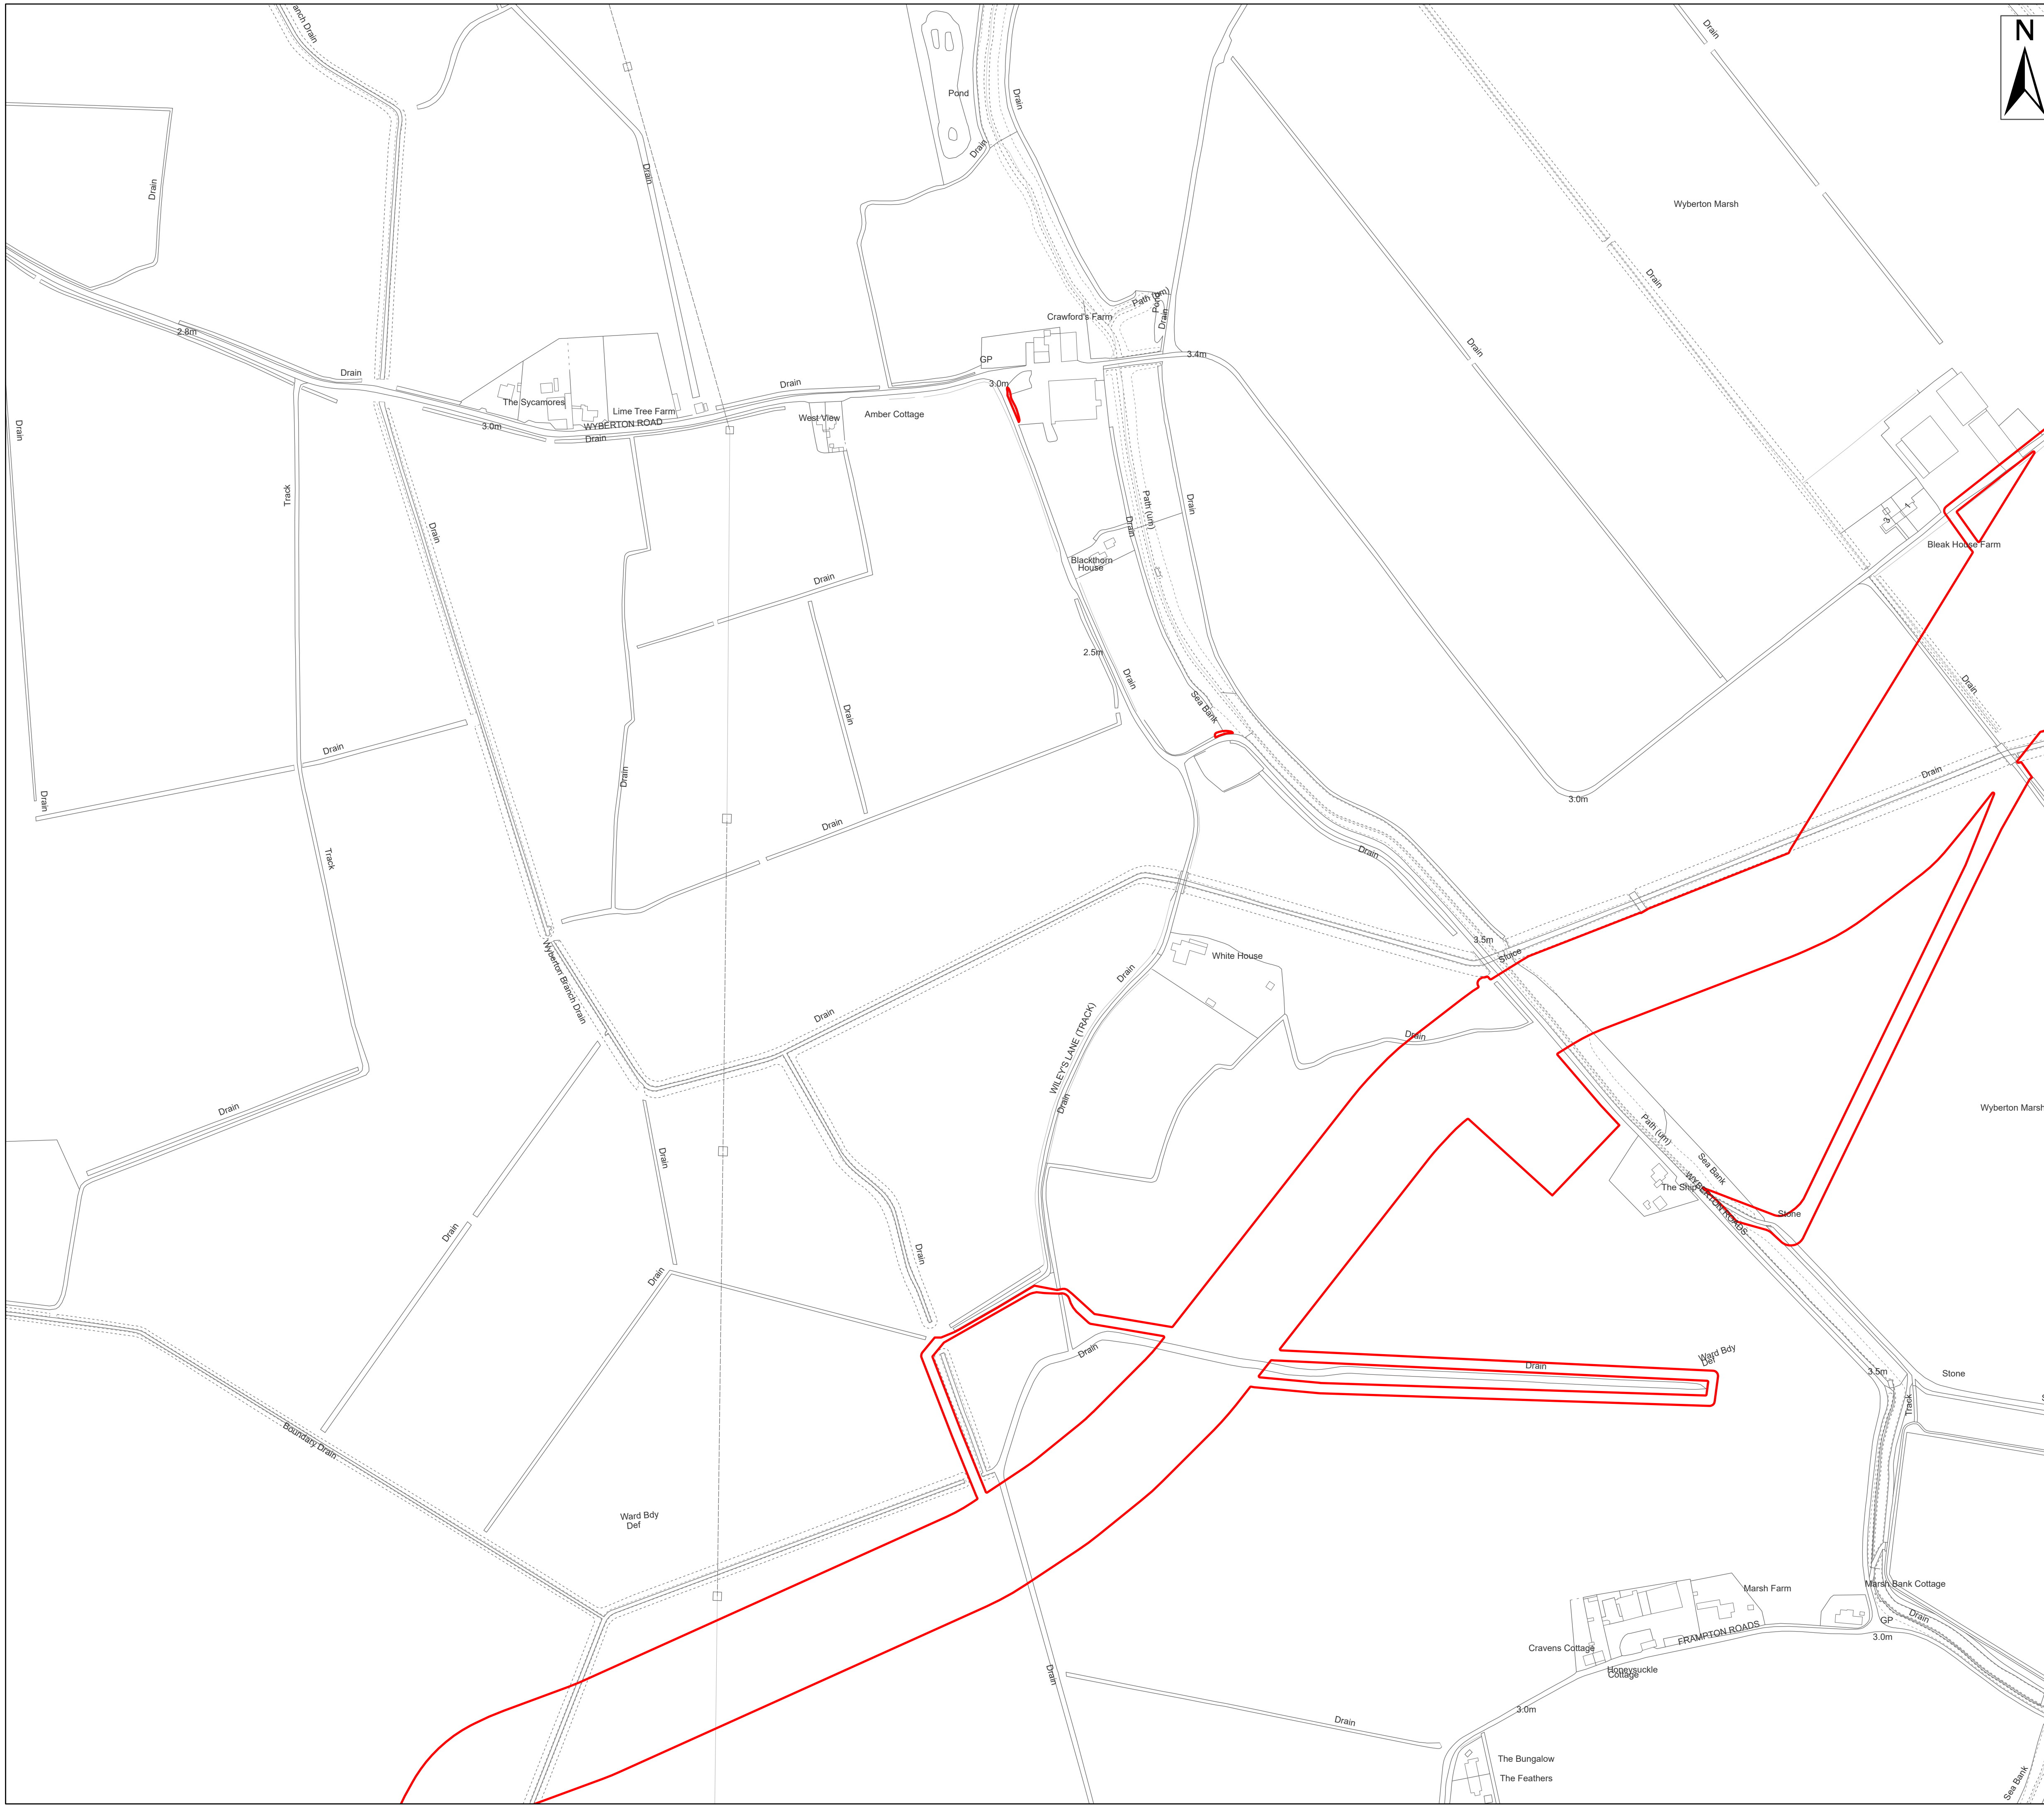 anch Drain
Drain
N
Pond
Drain
Drain
Drain
Drain
Wyberton Marsh
Drain
Path (um)
Pond
Drain
Crawford's Farm
2.8m
3.4m
Drain
GP
Drain
Drain
3.0m
The Sycamores
Lime Tree Farm
West View
Amber Cottage
WYBERTON ROAD
3.0m
Drain
Drain
Track
Drain
Path (um)
Drain
Drain
3
1
Bleak House Farm
Blackthorn
House
Drain
2.5m
Drain
Drain
Sea Bank
Drain
Drain
Drain
Drain
Drain
3.0m
Drain
Track
Drain
3.5m
Sluice
White House
Drain
Wyberton Branch Drain
Drain
WILEY'S LANE (TRACK)
Drain
Drain
Drain
Wyberton Marsh
Path (um)
Drain
Sea Bank
The Ship
WYBERTON ROADS
Stone
Drain
Drain
Drain
Drain
Drain
Ward Bdy
Def
3.5m
Stone
S
Track
Boundary Drain
Ward Bdy
Def
Marsh Farm
Marsh Bank Cottage
GP
Drain
FRAMPTON ROADS
3.0m
Cravens Cottage
Honeysuckle
Cottage
Drain
3.0m
Drain
The Bungalow
The Feathers
Sea Bank